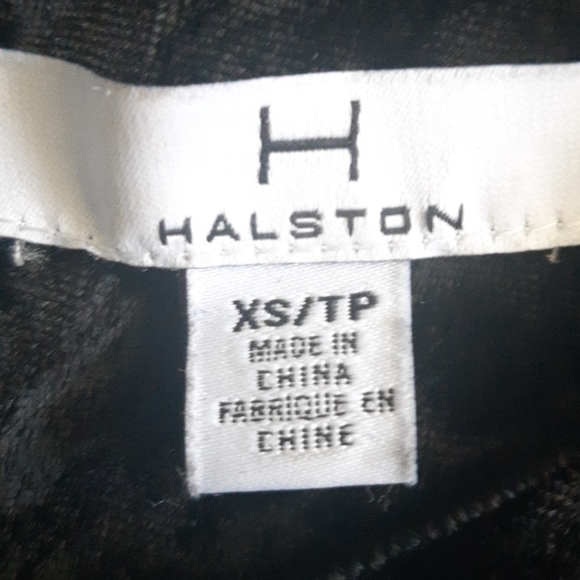 H
HALSTON
XS/TP
MADE IN
CHINA
FABRIQUE EN
CHINE